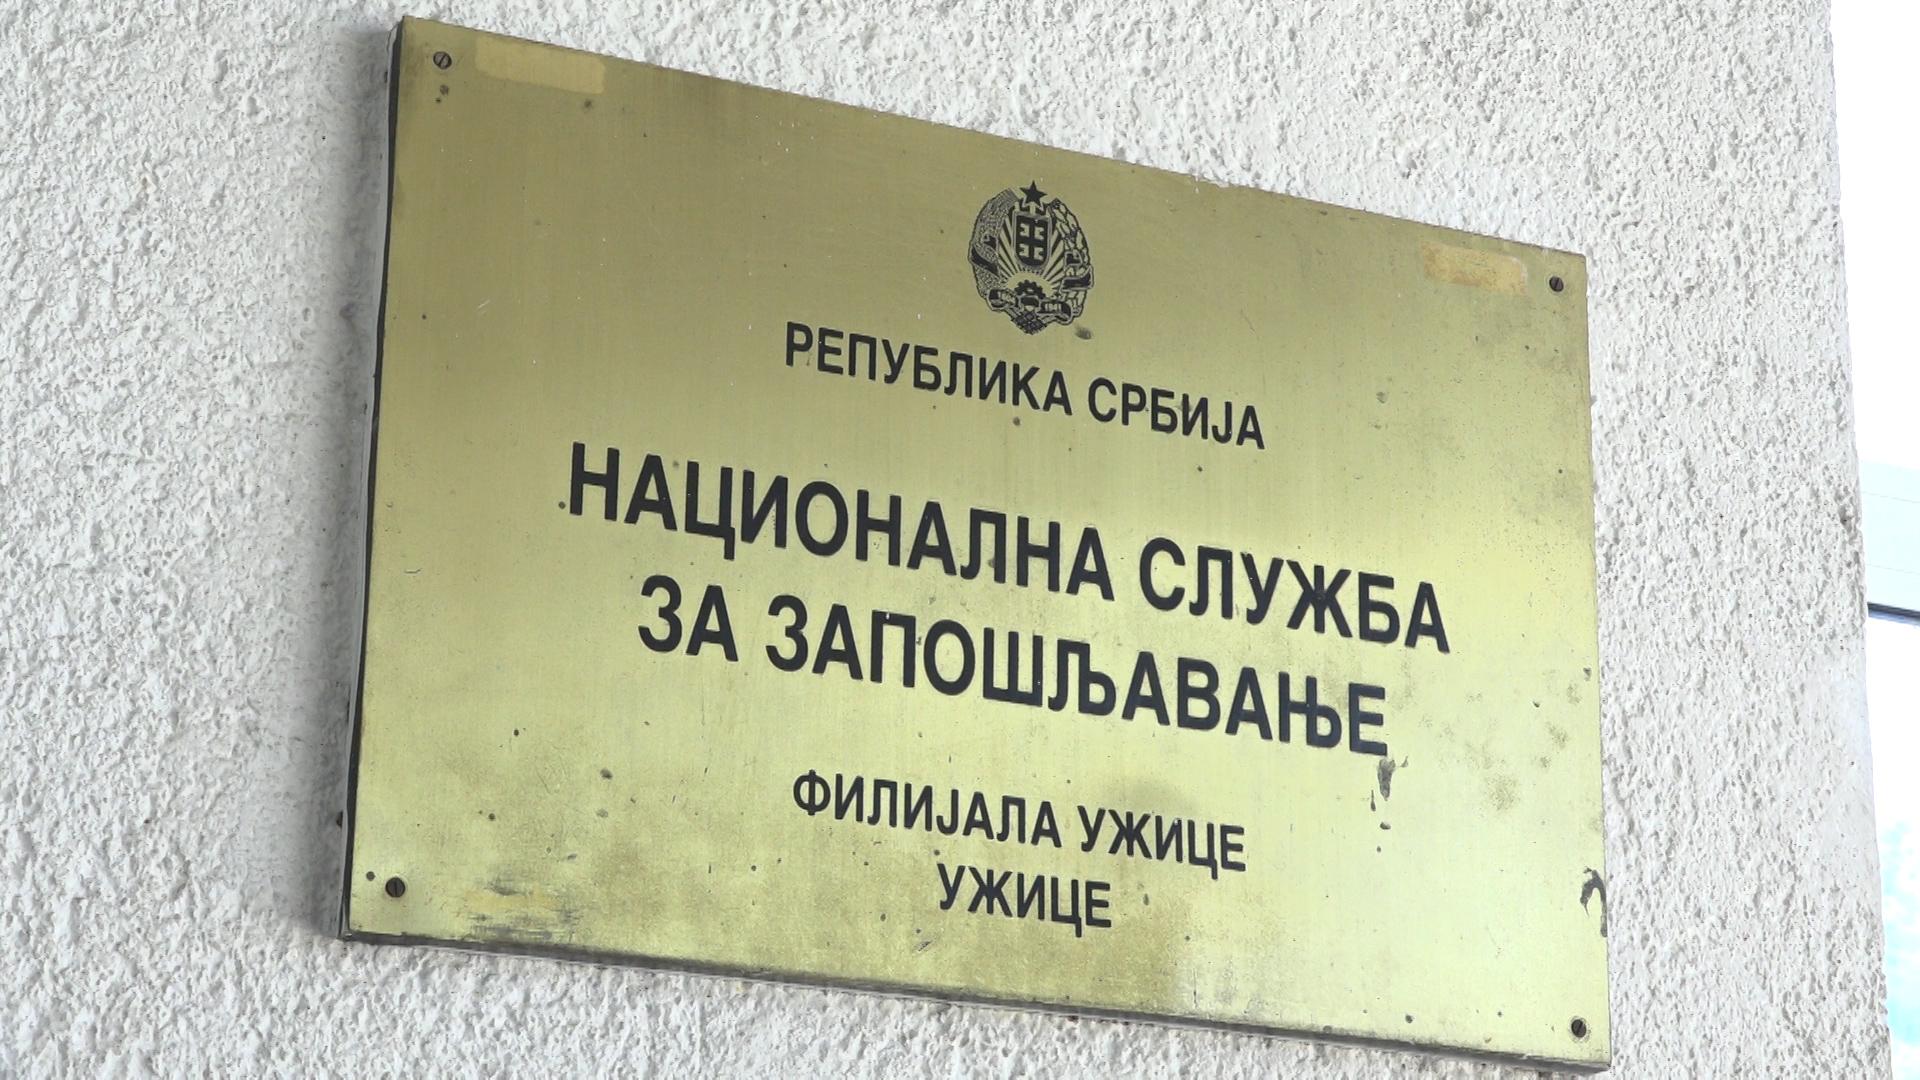 РЕПУБЛИКА СРБИЈА
НАЦИОНАЛНА СЛУЖБА
ЗА ЗАПОШЉАВАЊЕ
ФИЛИЈАЛА УЖИЦЕ
УЖИЦЕ